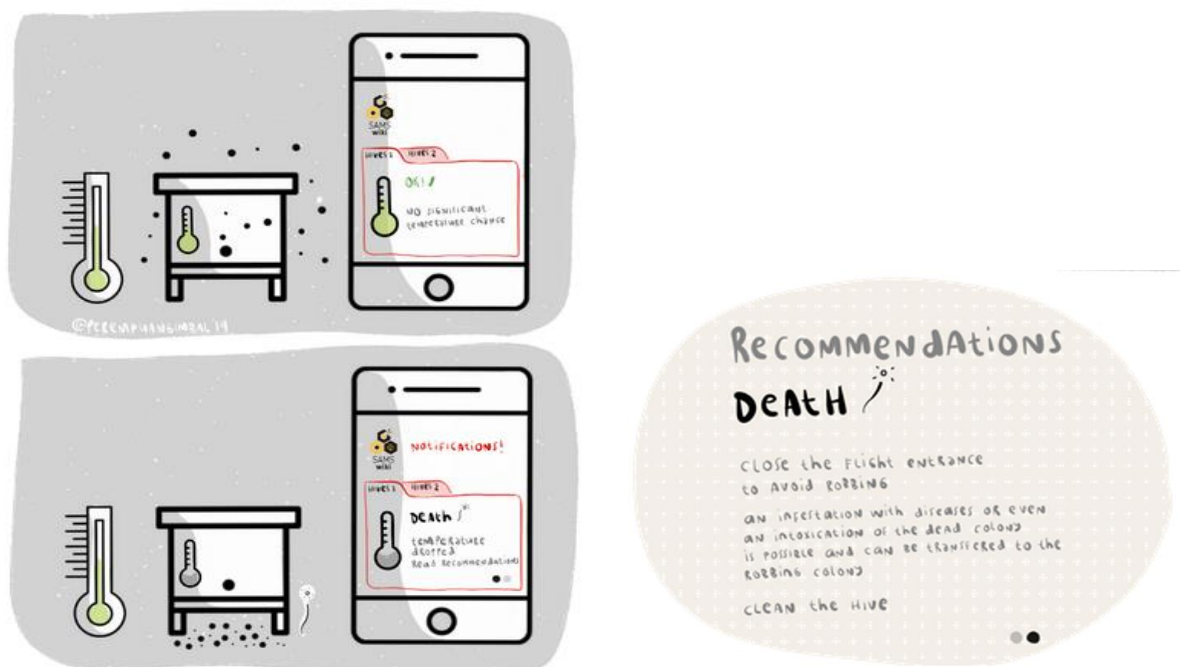 SAMS
wiki
HIVES 1 HIVES 2
OK!
NO SIGNIFICANT
temperature change
©PEREMPUANGIMBAL'19
NOTIFICATIONS!
SAMS
wiki
HIVES 1 HIVES 2
DEATH
temperature
dropped
Read Recommendations
RecoMMendAtions
DeAtH
CLOSE the FLIGHT entRANCE
to AVOID ROBBING
an infestation with diseases or even
an intoxication of the dead colony
is possible and can be transfered to the
ROBBING colony
CLEAN the HIVE